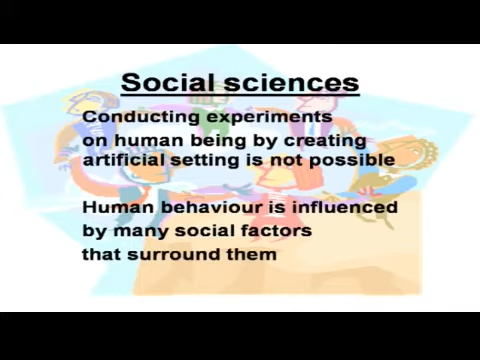 Social sciences
Conducting experiments
on human being by creating
artificial setting is not possible
Human behaviour is influenced
by many social factors
that surround them